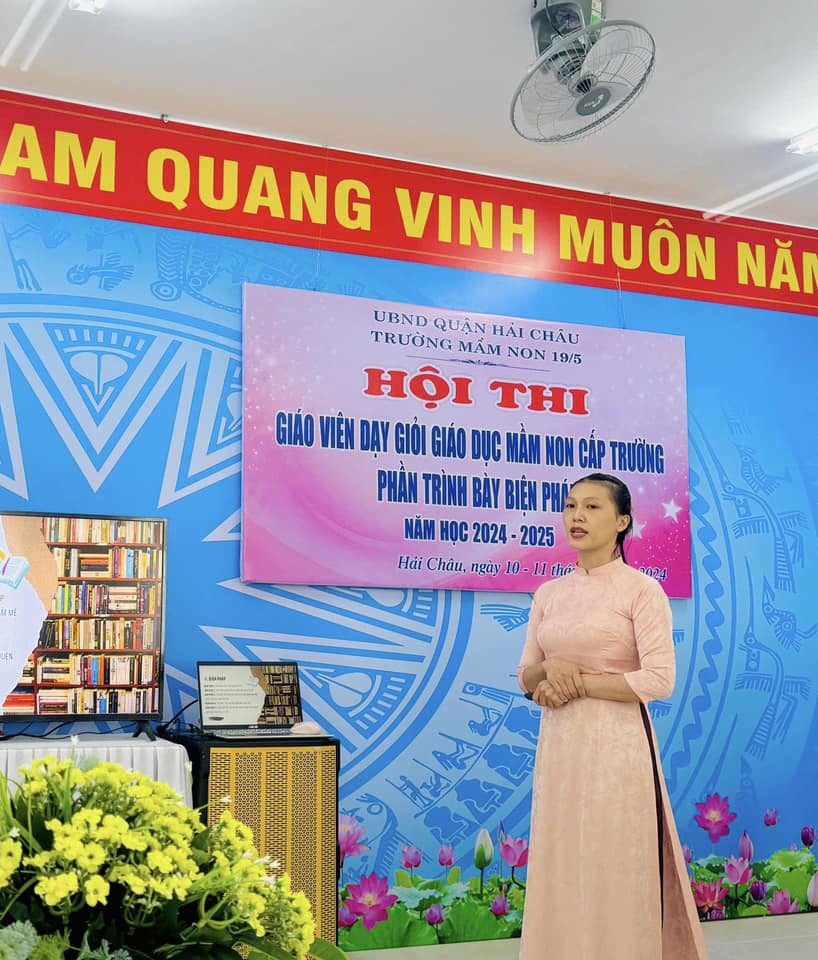 AM QUANG VINH MUÔN NĂM
UBND QUẬN HẢI CHÂU
TRƯỜNG MẦM NON 19/5
HỘI THI
GIÁO VIÊN DẠY GIỎI GIÁO DỤC MẦM NON CẤP TRƯỜNG
PHẦN TRÌNH BÀY BIỆN PHÁ
NĂM HỌC 2024 - 2025
Hải Châu, ngày 10 - 11 thá 2024